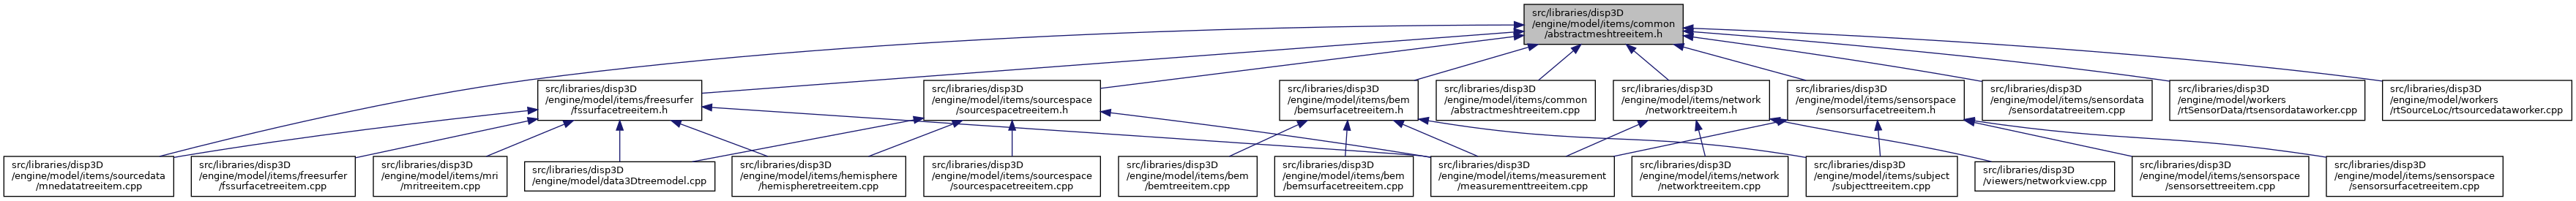 src/libraries/disp3D
/engine/model/items/common
/abstractmeshtreeitem.h
src/libraries/disp3D
/engine/model/items/freesurfer
/fssurfacetreeitem.h
src/libraries/disp3D
/engine/model/items/sourcespace
/sourcespacetreeitem.h
src/libraries/disp3D
/engine/model/items/bem
/bemsurfacetreeitem.h
src/libraries/disp3D
/engine/model/items/common
/abstractmeshtreeitem.cpp
src/libraries/disp3D
/engine/model/items/network
/networktreeitem.h
src/libraries/disp3D
/engine/model/items/sensorspace
/sensorsurfacetreeitem.h
src/libraries/disp3D
/engine/model/items/sensordata
/sensordatatreeitem.cpp
src/libraries/disp3D
/engine/model/workers
/rtSensorData/rtsensordataworker.cpp
src/libraries/disp3D
/engine/model/workers
/rtSourceLoc/rtsourcedataworker.cpp
src/libraries/disp3D
/engine/model/items/sourcedata
/mnedatatreeitem.cpp
src/libraries/disp3D
/engine/model/items/freesurfer
/fssurfacetreeitem.cpp
src/libraries/disp3D
/engine/model/items/mri
/mritreeitem.cpp
src/libraries/disp3D
/engine/model/data3Dtreemodel.cpp
src/libraries/disp3D
/engine/model/items/hemisphere
/hemispheretreeitem.cpp
src/libraries/disp3D
/engine/model/items/sourcespace
/sourcespacetreeitem.cpp
src/libraries/disp3D
/engine/model/items/bem
/bemtreeitem.cpp
src/libraries/disp3D
/engine/model/items/bem
/bemsurfacetreeitem.cpp
src/libraries/disp3D
/engine/model/items/measurement
/measurementtreeitem.cpp
src/libraries/disp3D
/engine/model/items/network
/networktreeitem.cpp
src/libraries/disp3D
/engine/model/items/subject
/subjecttreeitem.cpp
src/libraries/disp3D
/viewers/networkview.cpp
src/libraries/disp3D
/engine/model/items/sensorspace
/sensorsettreeitem.cpp
src/libraries/disp3D
/engine/model/items/sensorspace
/sensorsurfacetreeitem.cpp